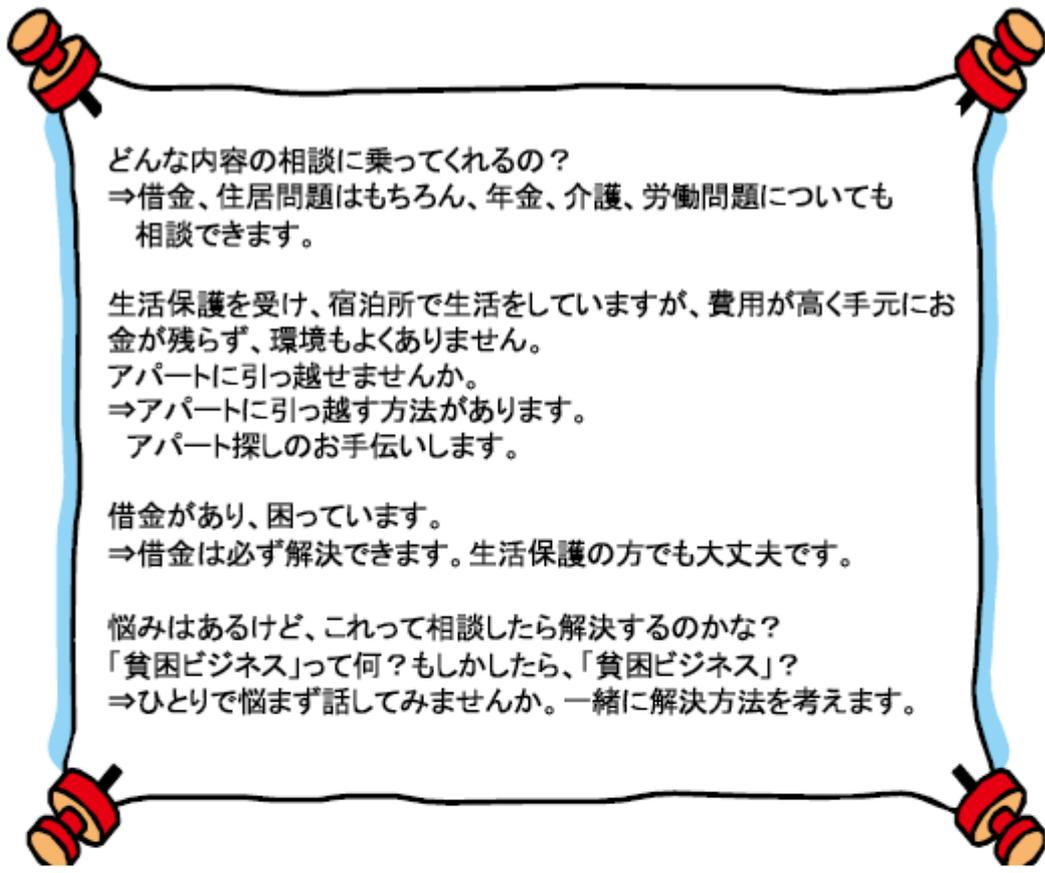 どんな内容の相談に乗ってくれるの？
⇒借金、住居問題はもちろん、年金、介護、労働問題についても
相談できます。
生活保護を受け、宿泊所で生活をしていますが、費用が高く手元にお
金が残らず、環境もよくありません。
アパートに引っ越せませんか。
⇒アパートに引っ越す方法があります。
アパート探しのお手伝いします。
借金があり、困っています。
⇒借金は必ず解決できます。生活保護の方でも大丈夫です。
悩みはあるけど、これって相談したら解決するのかな？
「貧困ビジネス」って何？もしかしたら、「貧困ビジネス」？
⇒ひとりで悩まず話してみませんか。一緒に解決方法を考えます。